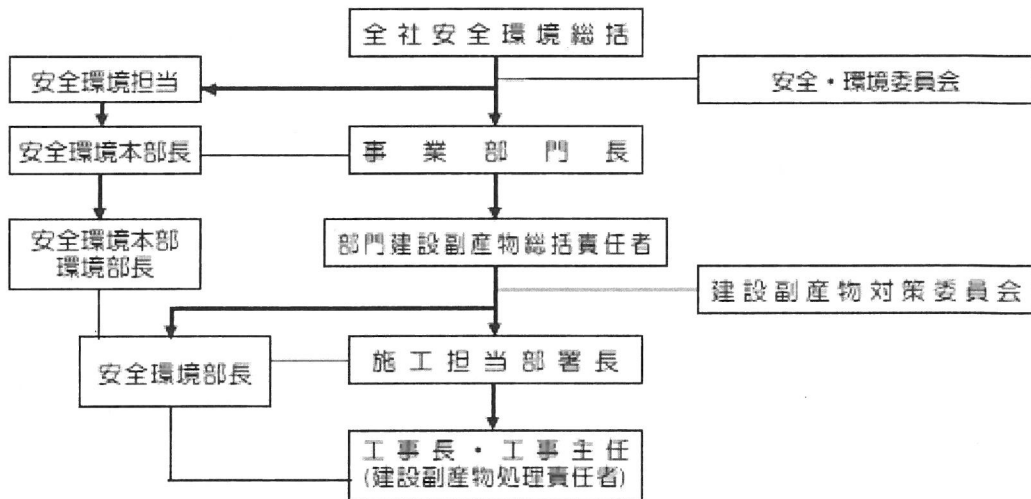 全社安全環境総括
安全環境担当
安全・環境委員会
安全環境本部長
事業部門長
安全環境本部
環境部長
部門建設副産物総括責任者
建設副産物対策委員会
安全環境部長
施工担当部署長
工事長・工事主任
(建設副産物処理責任者)